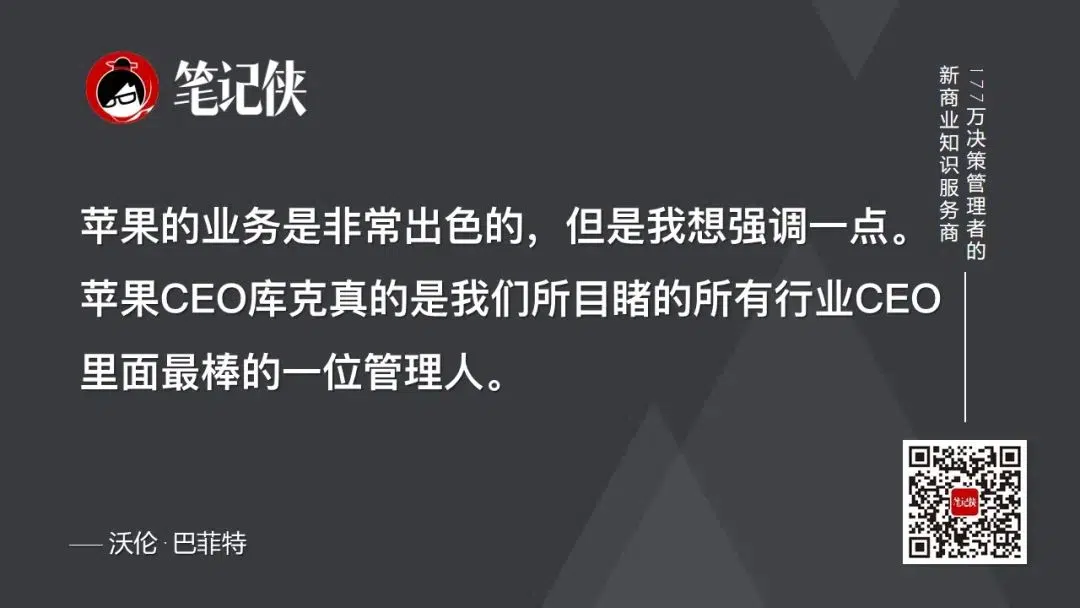 笔记侠
一77万决策管理者的
新商业知识服务商
苹果的业务是非常出色的，但是我想强调一点。
苹果CEO库克真的是我们所目睹的所有行业CEO
里面最棒的一位管理人。
—— 沃伦·巴菲特
笔记侠